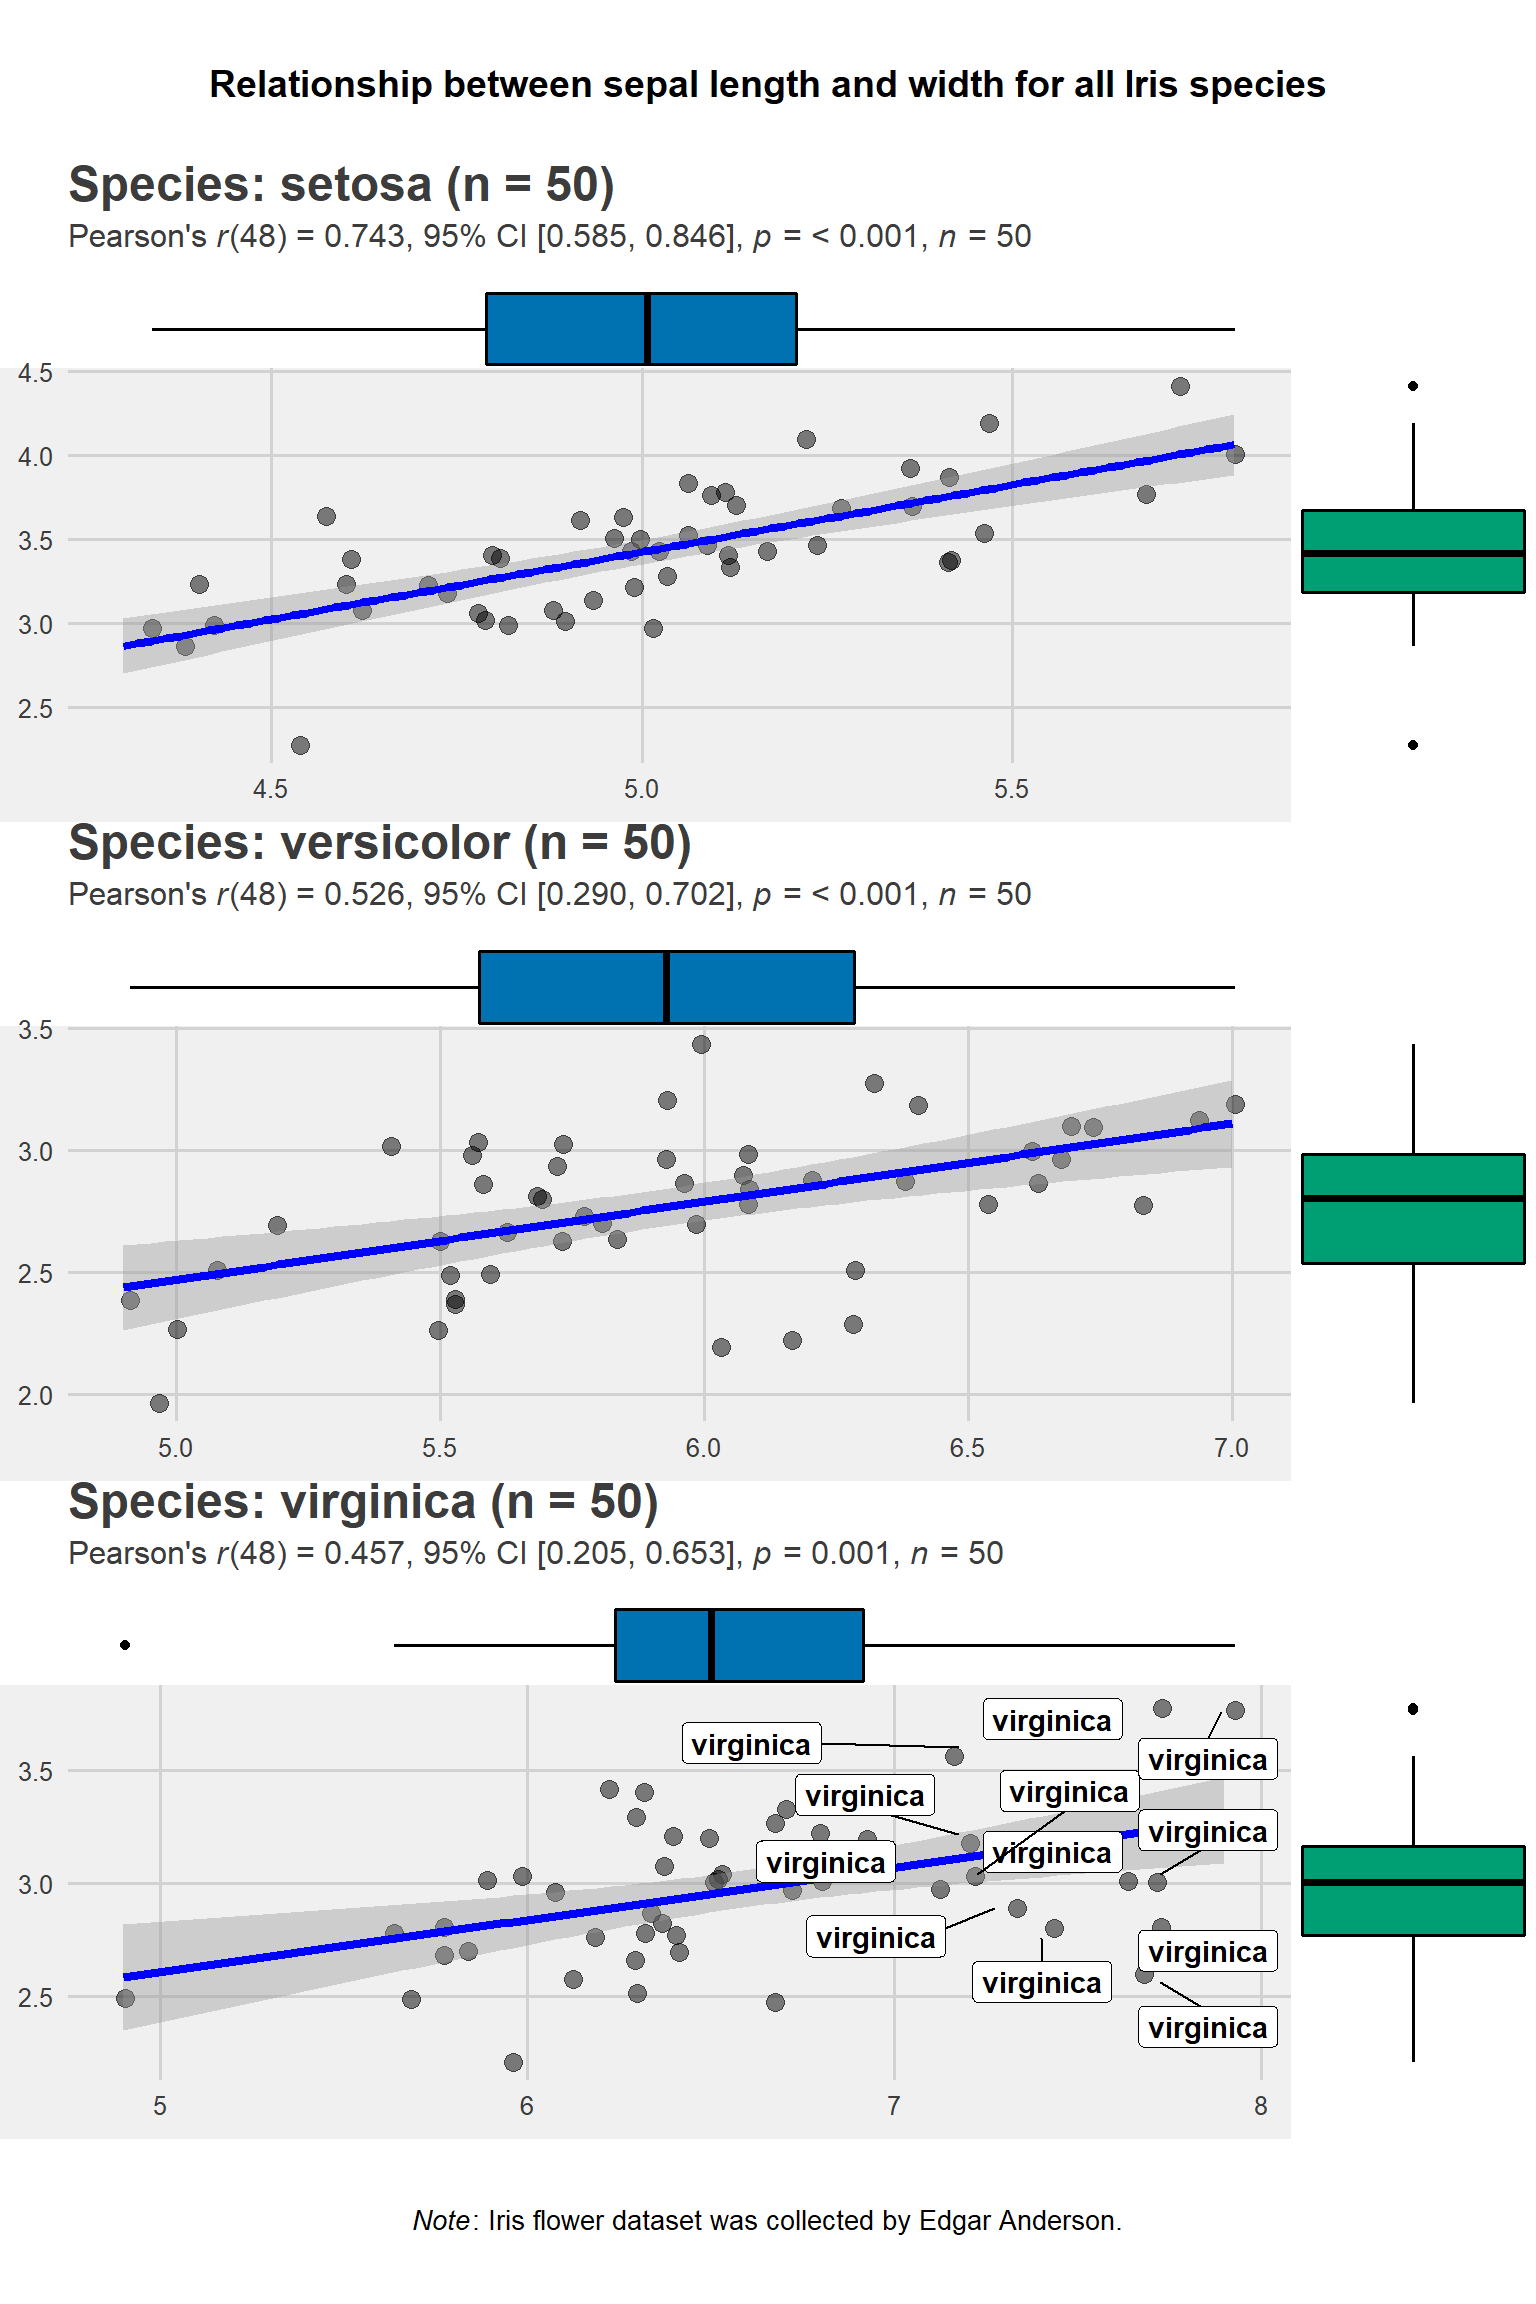 Relationship between sepal length and width for all Iris species
Species: setosa (n = 50)
Pearson's r(48) = 0.743, 95% CI [0.585, 0.846], p = < 0.001, n = 50
4.5
4.0
3.5
3.0
2.5
4.5 5.0 5.5
Species: versicolor (n = 50)
Pearson's r(48) = 0.526, 95% CI [0.290, 0.702], p = < 0.001, n = 50
3.5
3.0
2.5
2.0
5.0 5.5 6.0 6.5 7.0
Species: virginica (n = 50)
Pearson's r(48) = 0.457, 95% CI [0.205, 0.653], p = 0.001, n = 50
virginica
virginica
virginica
3.5
virginica
virginica
virginica
virginica
virginica
3.0
virginica
virginica
virginica
2.5
virginica
5 6 7 8
Note: Iris flower dataset was collected by Edgar Anderson.